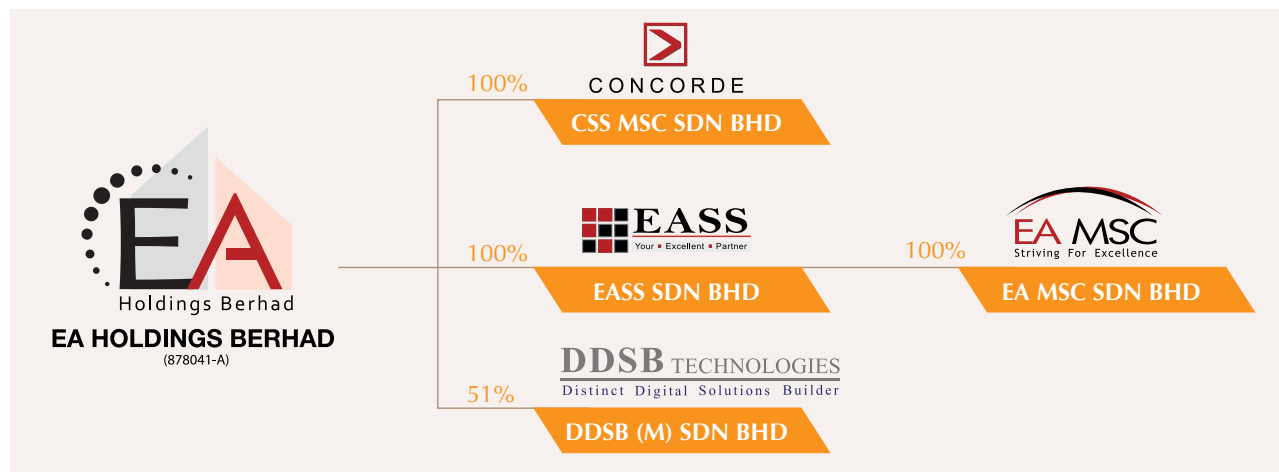 EA
Holdings Berhad
EA HOLDINGS BERHAD
(878041-A)
CONCORDE
100%
CSS MSC SDN BHD
EASS
Your Excellent Partner
100%
EASS SDN BHD
EA MSC
Striving For Excellence
100%
EA MSC SDN BHD
DDSB TECHNOLOGIES
Distinct Digital Solutions Builder
51%
DDSB (M) SDN BHD